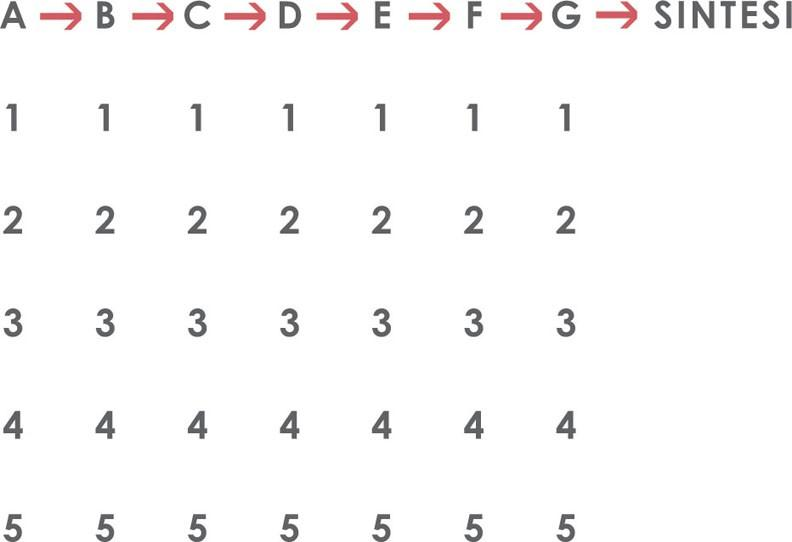 A → B → C → D → E → F → G → SINTESI
1 1 1 1 1 1 1
2 2 2 2 2 2 2
3 3 3 3 3 3 3
4 4 4 4 4 4 4
5 5 5 5 5 5 5